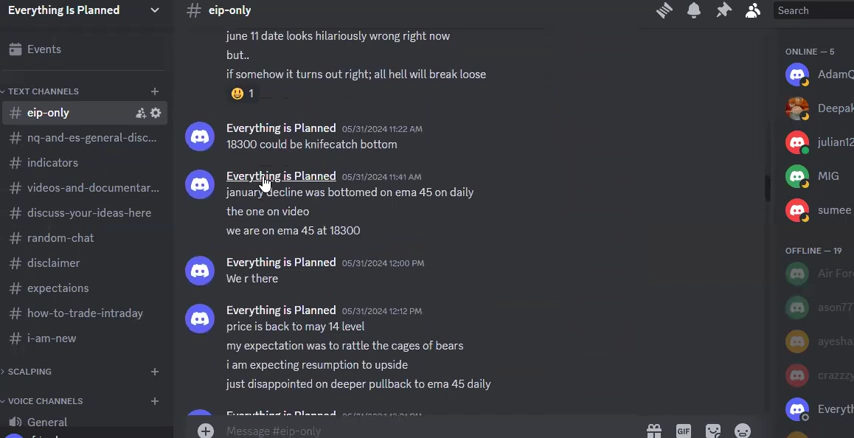 Everything Is Planned
Events
TEXT CHANNELS
# eip-only
# nq-and-es-general-disc...
# indicators
# videos-and-documentar...
# discuss-your-ideas-here
# random-chat
# disclaimer
# expectaions
# how-to-trade-intraday
# i-am-new
SCALPING
VOICE CHANNELS
General
# eip-only
Search
june 11 date looks hilariously wrong right now
but..
if somehow it turns out right; all hell will break loose
1
Everything is Planned 05/31/2024 11:22 AM
18300 could be knifecatch bottom
Everything is Planned 05/31/2024 11:41 AM
january decline was bottomed on ema 45 on daily
the one on video
we are on ema 45 at 18300
Everything is Planned 05/31/2024 12:00 PM
We r there
Everything is Planned 05/31/2024 12:12 PM
price is back to may 14 level
my expectation was to rattle the cages of bears
i am expecting resumption to upside
just disappointed on deeper pullback to ema 45 daily
Everything is Planned
Message #eip-only
GIF
ONLINE — 5
AdamQ
Deepak
julian12
MIG
sumee
OFFLINE — 19
Air For
ason77
ayesha
crazzzy
Everyth